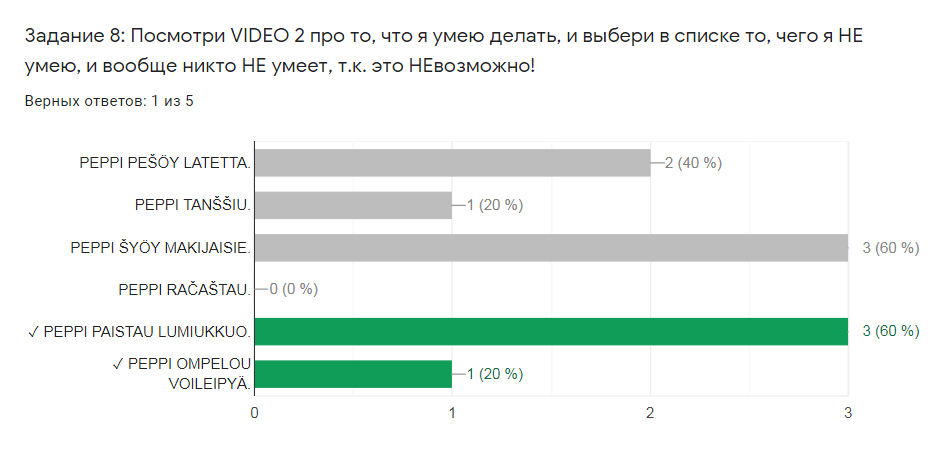 Задание 8: Посмотри VIDEO 2 про то, что я умею делать, и выбери в списке то, чего я НЕ
умею, и вообще никто НЕ умеет, т.к. это НЕвозможно!
Верных ответов: 1 из 5
PEPPI PEŠÖY LATETTA.
2 (40 %)
PEPPI TANŠŠIU.
1 (20 %)
PEPPI ŠYÖY MAKIJAISIE.
3 (60 %)
PEPPI RAČAŠTAU.
0 (0 %)
✓ PEPPI PAISTAU LUMIUKKUO.
3 (60 %)
✓ PEPPI OMPELOU
VOILEIPYÄ.
1 (20 %)
0 1 2 3